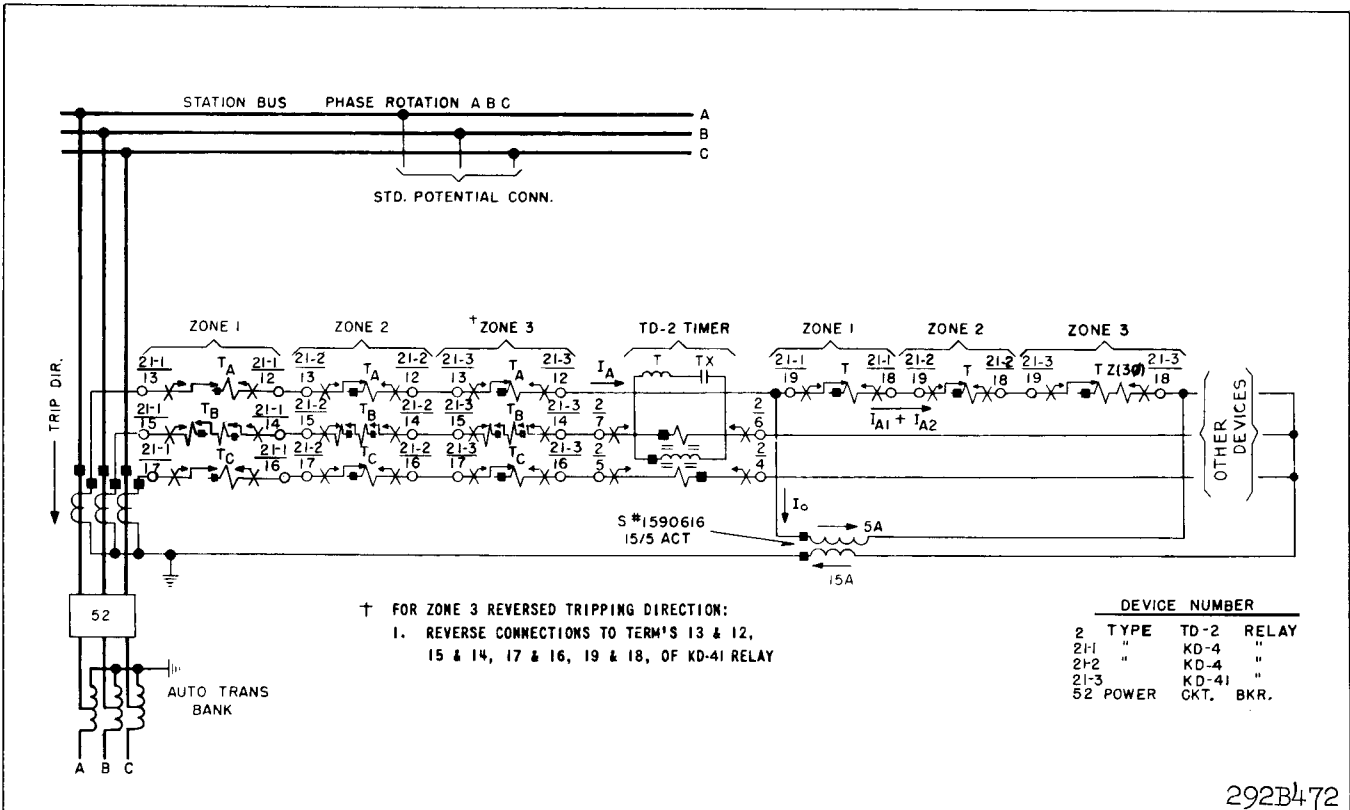 STATION BUS PHASE ROTATION A B C
A
B
C
STD. POTENTIAL CONN.
TRIP DIR.
ZONE 1
ZONE 2
† ZONE 3
TD-2 TIMER
ZONE 1
ZONE 2
ZONE 3
21-1 13
TA
21-1 12
21-2 13
TA
21-2 12
21-3 13
TA
21-3 12
IA
T
TX
21-1 19
T
21-1 18
21-2 19
T
21-2 18
21-3 19
T Z(3Ø)
21-3 18
21-1 15
TB
21-1 14
21-2 15
TB
21-2 14
21-3 15
TB
21-3 14
2 7
2 6
IA1 + IA2
21-1 17
TC
21-1 16
21-2 17
TC
21-2 16
21-3 17
TC
21-3 16
2 5
2 4
OTHER DEVICES
I0
S#1590616
15/5 ACT
5A
15A
52
AUTO TRANS
BANK
A B C
† FOR ZONE 3 REVERSED TRIPPING DIRECTION:
1. REVERSE CONNECTIONS TO TERM'S 13 & 12,
15 & 14, 17 & 16, 19 & 18, OF KD-41 RELAY
DEVICE NUMBER
2 TYPE TD-2 RELAY
21-1 " KD-4 "
21-2 " KD-4 "
21-3 KD-41 "
52 POWER CKT. BKR.
292B472